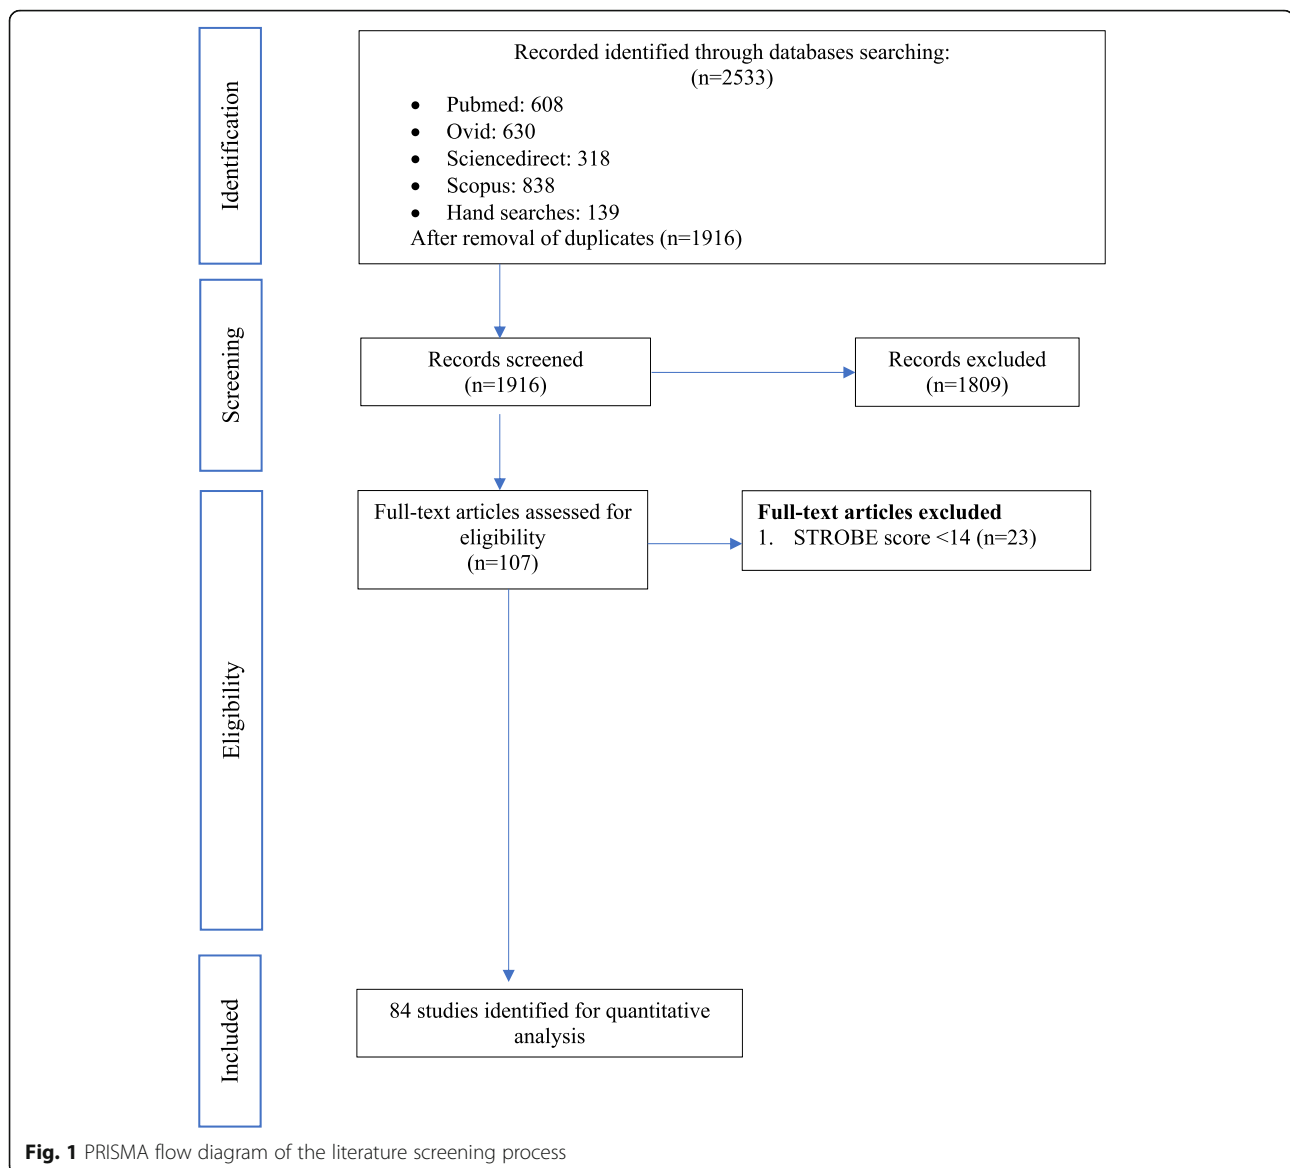 Identification
Recorded identified through databases searching:
(n=2533)
• Pubmed: 608
• Ovid: 630
• Sciencedirect: 318
• Scopus: 838
• Hand searches: 139
After removal of duplicates (n=1916)
Screening
Records screened
(n=1916)
Records excluded
(n=1809)
Eligibility
Full-text articles assessed for
eligibility
(n=107)
Full-text articles excluded
1. STROBE score <14 (n=23)
Included
84 studies identified for quantitative
analysis
Fig. 1 PRISMA flow diagram of the literature screening process